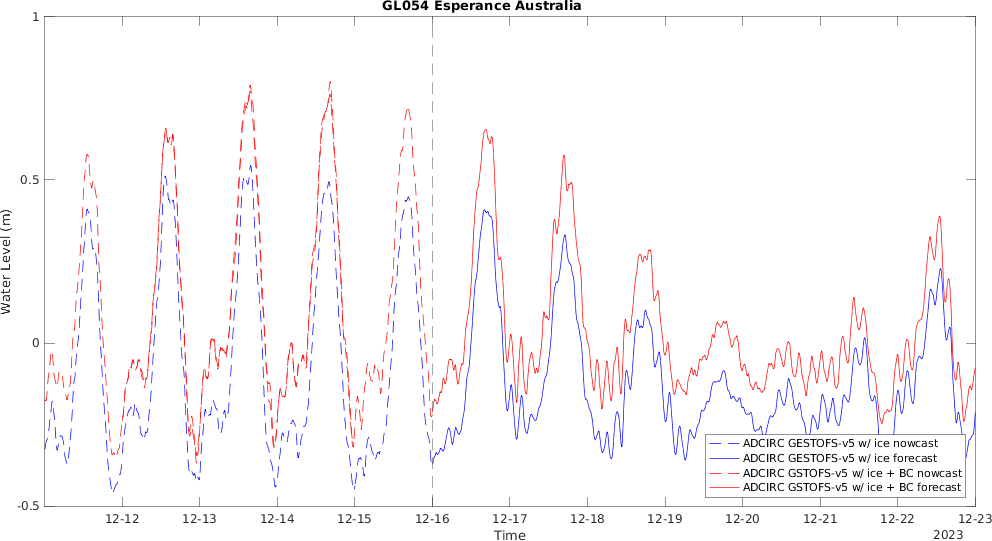 GL054 Esperance Australia
Water Level (m)
1
0.5
0
-0.5
ADCIRC GESTOFS-v5 w/ ice nowcast
ADCIRC GESTOFS-v5 w/ ice forecast
ADCIRC GSTOFS-v5 w/ ice + BC nowcast
ADCIRC GSTOFS-v5 w/ ice + BC forecast
12-12 12-13 12-14 12-15 12-16 12-17 12-18 12-19 12-20 12-21 12-22 12-23
Time
2023